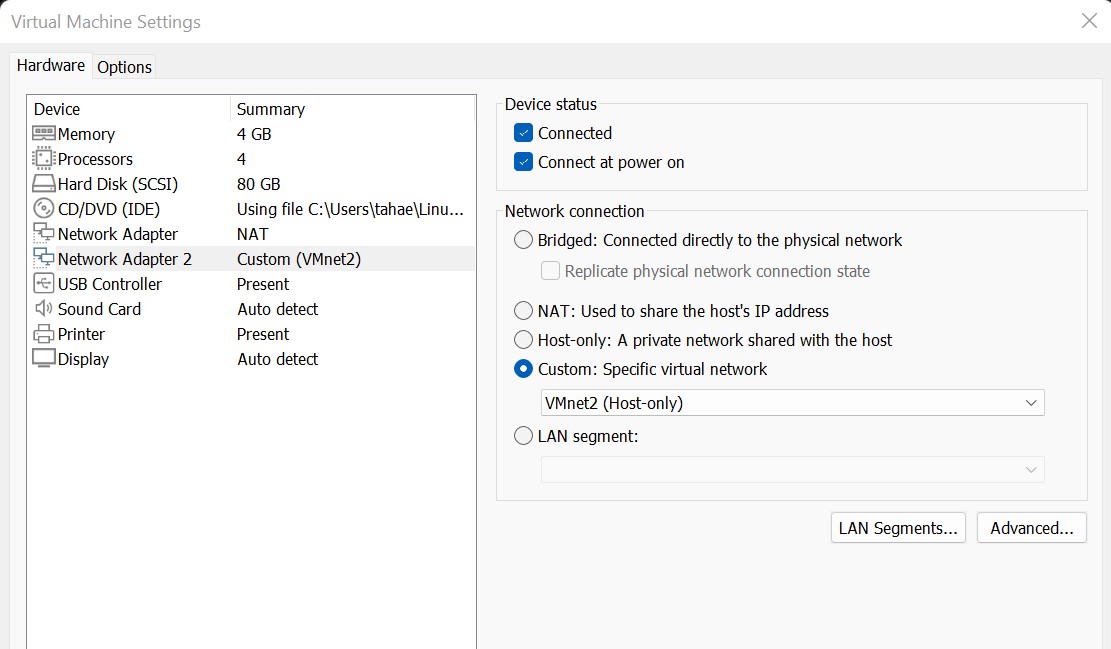 Virtual Machine Settings
Hardware Options
Device Summary
Memory 4 GB
Processors 4
Hard Disk (SCSI) 80 GB
CD/DVD (IDE) Using file C:\Users\tahae\Linu...
Network Adapter NAT
Network Adapter 2 Custom (VMnet2)
USB Controller Present
Sound Card Auto detect
Printer Present
Display Auto detect
Device status
Connected
Connect at power on
Network connection
Bridged: Connected directly to the physical network
Replicate physical network connection state
NAT: Used to share the host's IP address
Host-only: A private network shared with the host
Custom: Specific virtual network
VMnet2 (Host-only)
LAN segment:
LAN Segments... Advanced...